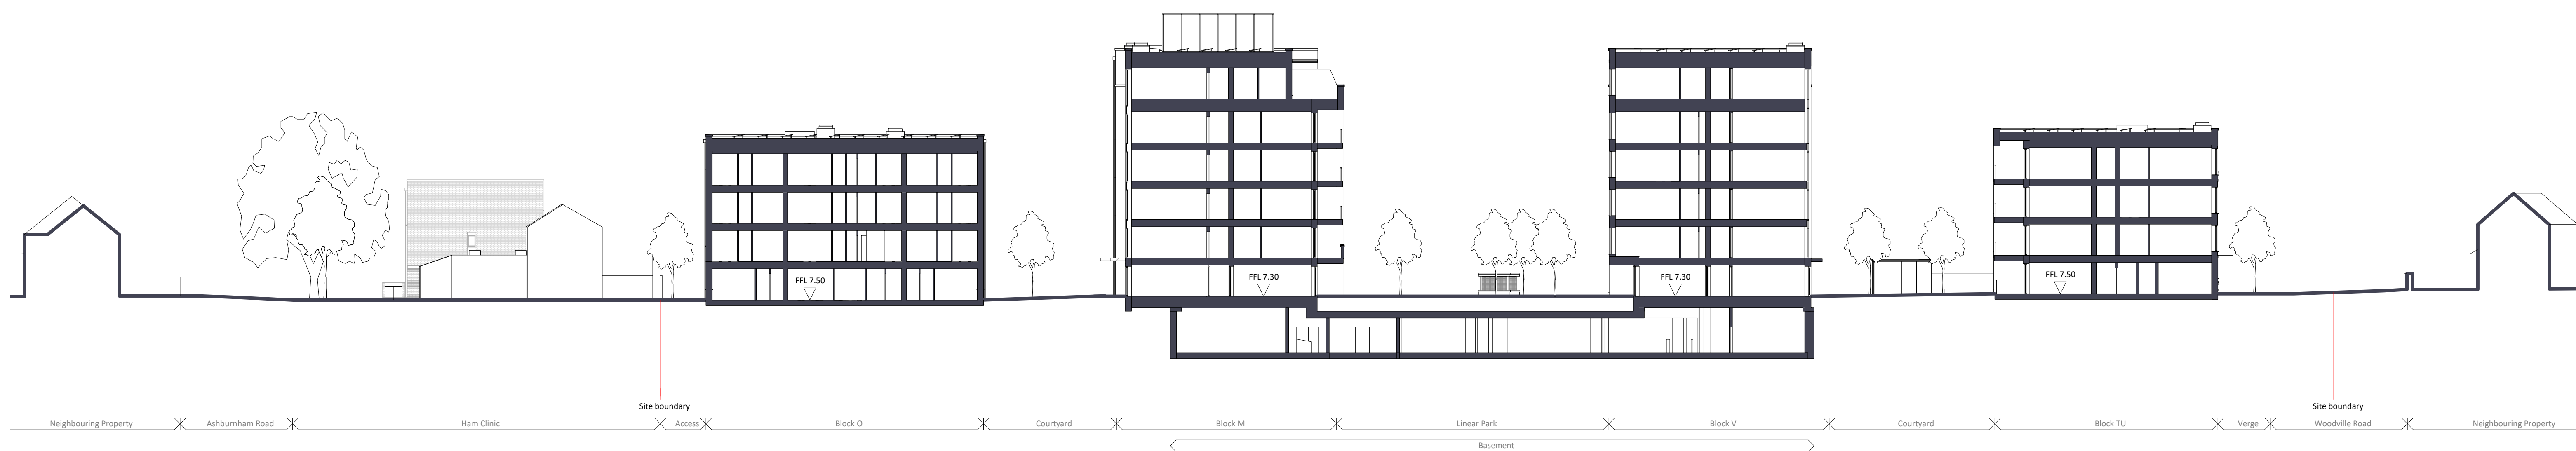 FFL 7.50
FFL 7.30
FFL 7.30
FFL 7.50
Site boundary
Site boundary
Neighbouring Property
Ashburnham Road
Ham Clinic
Access
Block O
Courtyard
Block M
Linear Park
Block V
Courtyard
Block TU
Verge
Woodville Road
Neighbouring Property
Basement